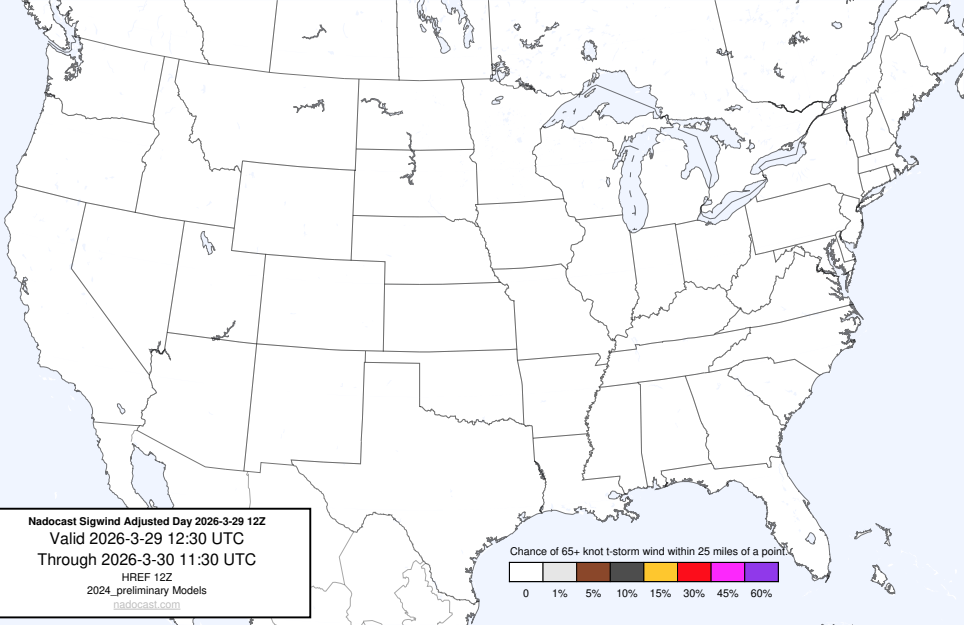 Nadocast Sigwind Adjusted Day 2026-3-29 12Z
Valid 2026-3-29 12:30 UTC
Through 2026-3-30 11:30 UTC
HREF 12Z
2024_preliminary Models
nadocast.com
Chance of 65+ knot t-storm wind within 25 miles of a point.
0 1% 5% 10% 15% 30% 45% 60%